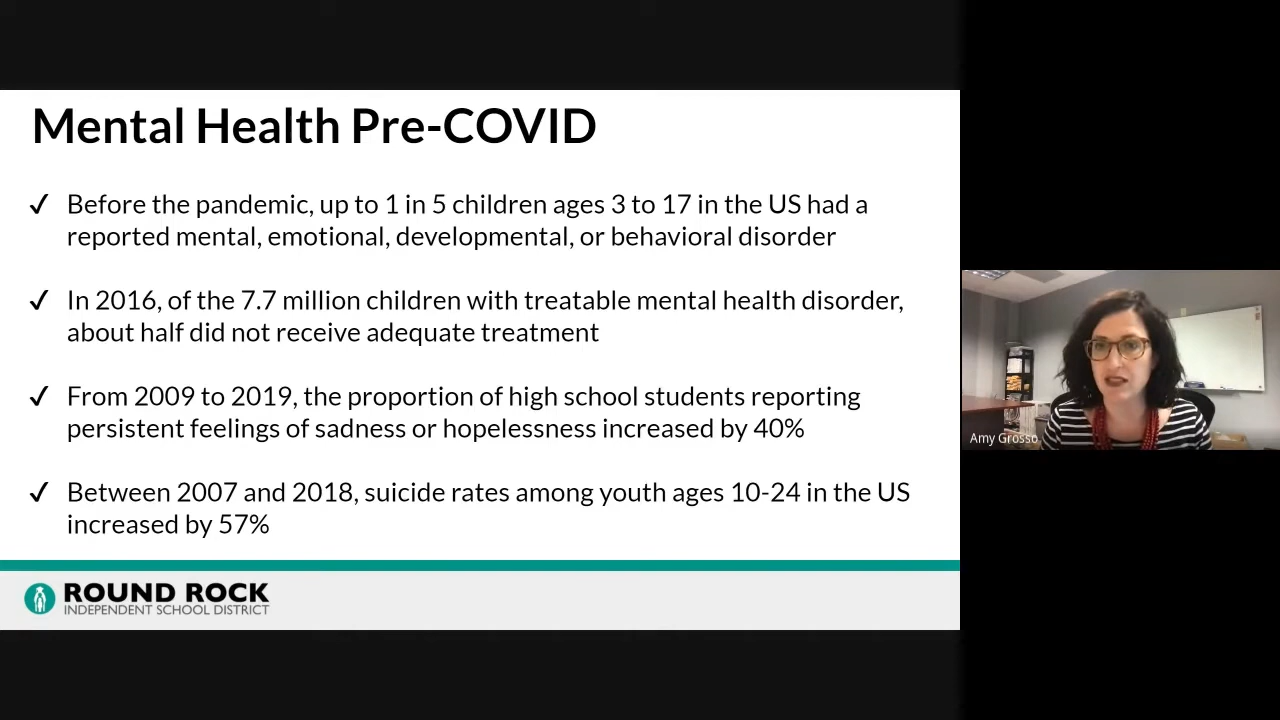 Mental Health Pre-COVID
✓ Before the pandemic, up to 1 in 5 children ages 3 to 17 in the US had a
reported mental, emotional, developmental, or behavioral disorder
✓ In 2016, of the 7.7 million children with treatable mental health disorder,
about half did not receive adequate treatment
✓ From 2009 to 2019, the proportion of high school students reporting
persistent feelings of sadness or hopelessness increased by 40%
✓ Between 2007 and 2018, suicide rates among youth ages 10-24 in the US
increased by 57%
ROUND ROCK
INDEPENDENT SCHOOL DISTRICT
Amy Grosso